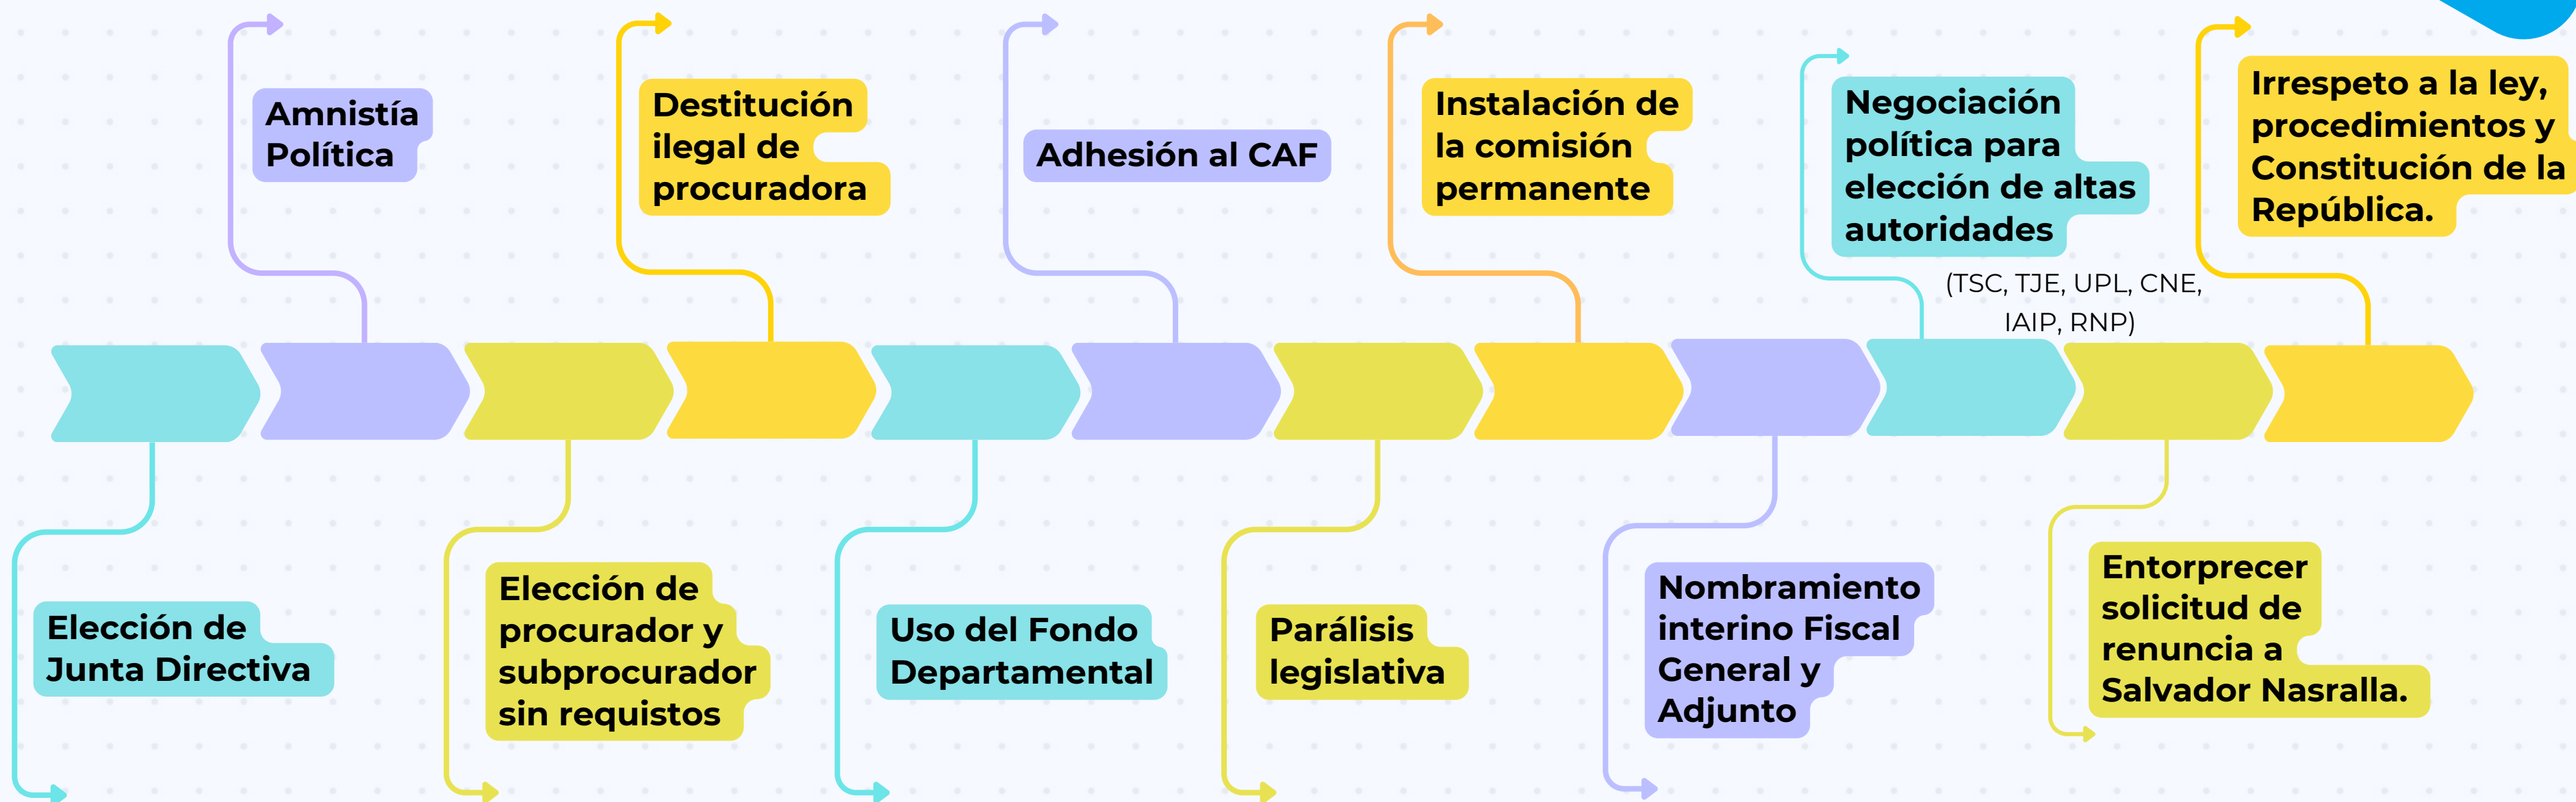 Amnistía
Política
Destitución
ilegal de
procuradora
Adhesión al CAF
Instalación de
la comisión
permanente
Negociación
política para
elección de altas
autoridades
(TSC, TJE, UPL, CNE,
IAIP, RNP)
Irrespeto a la ley,
procedimientos y
Constitución de la
República.
Elección de
Junta Directiva
Elección de
procurador y
subprocurador
sin requistos
Uso del Fondo
Departamental
Parálisis
legislativa
Nombramiento
interino Fiscal
General y
Adjunto
Entorprecer
solicitud de
renuncia a
Salvador Nasralla.